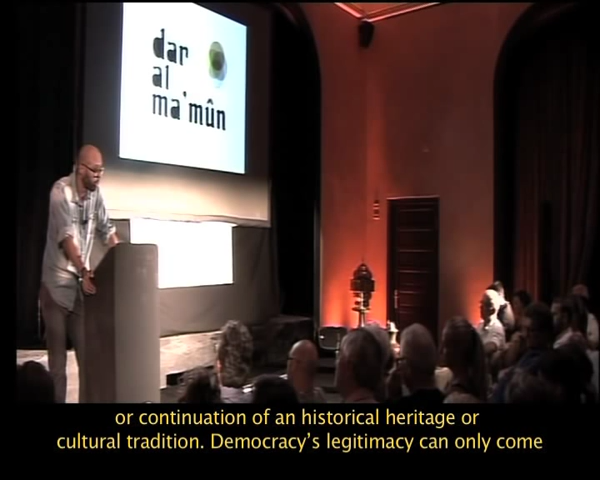 dar
al
ma'mûn
or continuation of an historical heritage or
cultural tradition. Democracy's legitimacy can only come